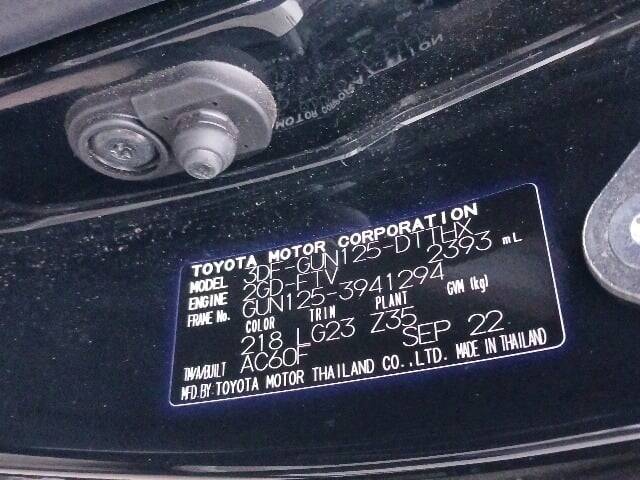 TOYOTA MOTOR CORPORATION
MODEL 3DF-GUN125-DTTHX
ENGINE 2GD-FTV 2393 mL
FRAME No. GUN125-3941294
COLOR TRIM PLANT GVM (kg)
218 LG23 Z35
T/M/A/BUILT AC60F SEP 22
MFD.BY:TOYOTA MOTOR THAILAND CO.,LTD. MADE IN THAILAND